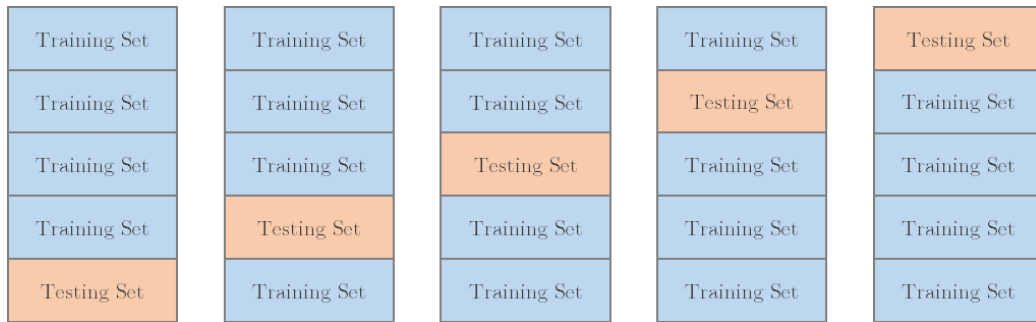 Training Set Training Set Training Set Training Set Testing Set
Training Set Training Set Training Set Testing Set Training Set
Training Set Training Set Testing Set Training Set Training Set
Training Set Testing Set Training Set Training Set Training Set
Testing Set Training Set Training Set Training Set Training Set